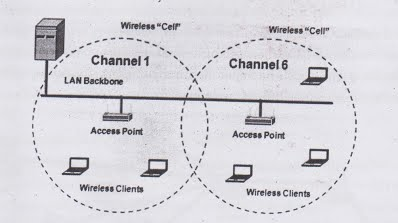 Wireless "Cell"
Wireless "Cell"
Channel 1
Channel 6
LAN Backbone
Access Point
Access Point
Wireless Clients
Wireless Clients